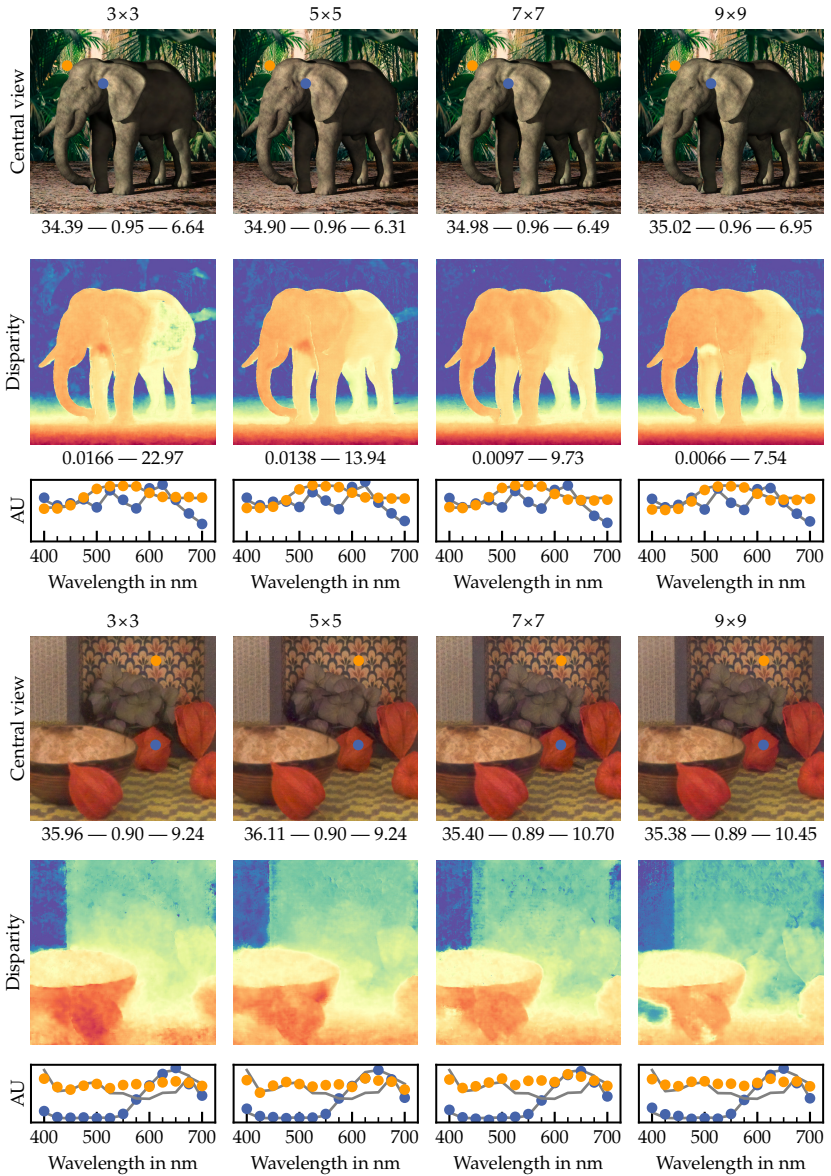 3×3 5×5 7×7 9×9
Central view
34.39 — 0.95 — 6.64 34.90 — 0.96 — 6.31 34.98 — 0.96 — 6.49 35.02 — 0.96 — 6.95
Disparity
0.0166 — 22.97 0.0138 — 13.94 0.0097 — 9.73 0.0066 — 7.54
AU
400 500 600 700 400 500 600 700 400 500 600 700 400 500 600 700
Wavelength in nm Wavelength in nm Wavelength in nm Wavelength in nm
3×3 5×5 7×7 9×9
Central view
35.96 — 0.90 — 9.24 36.11 — 0.90 — 9.24 35.40 — 0.89 — 10.70 35.38 — 0.89 — 10.45
Disparity
AU
400 500 600 700 400 500 600 700 400 500 600 700 400 500 600 700
Wavelength in nm Wavelength in nm Wavelength in nm Wavelength in nm